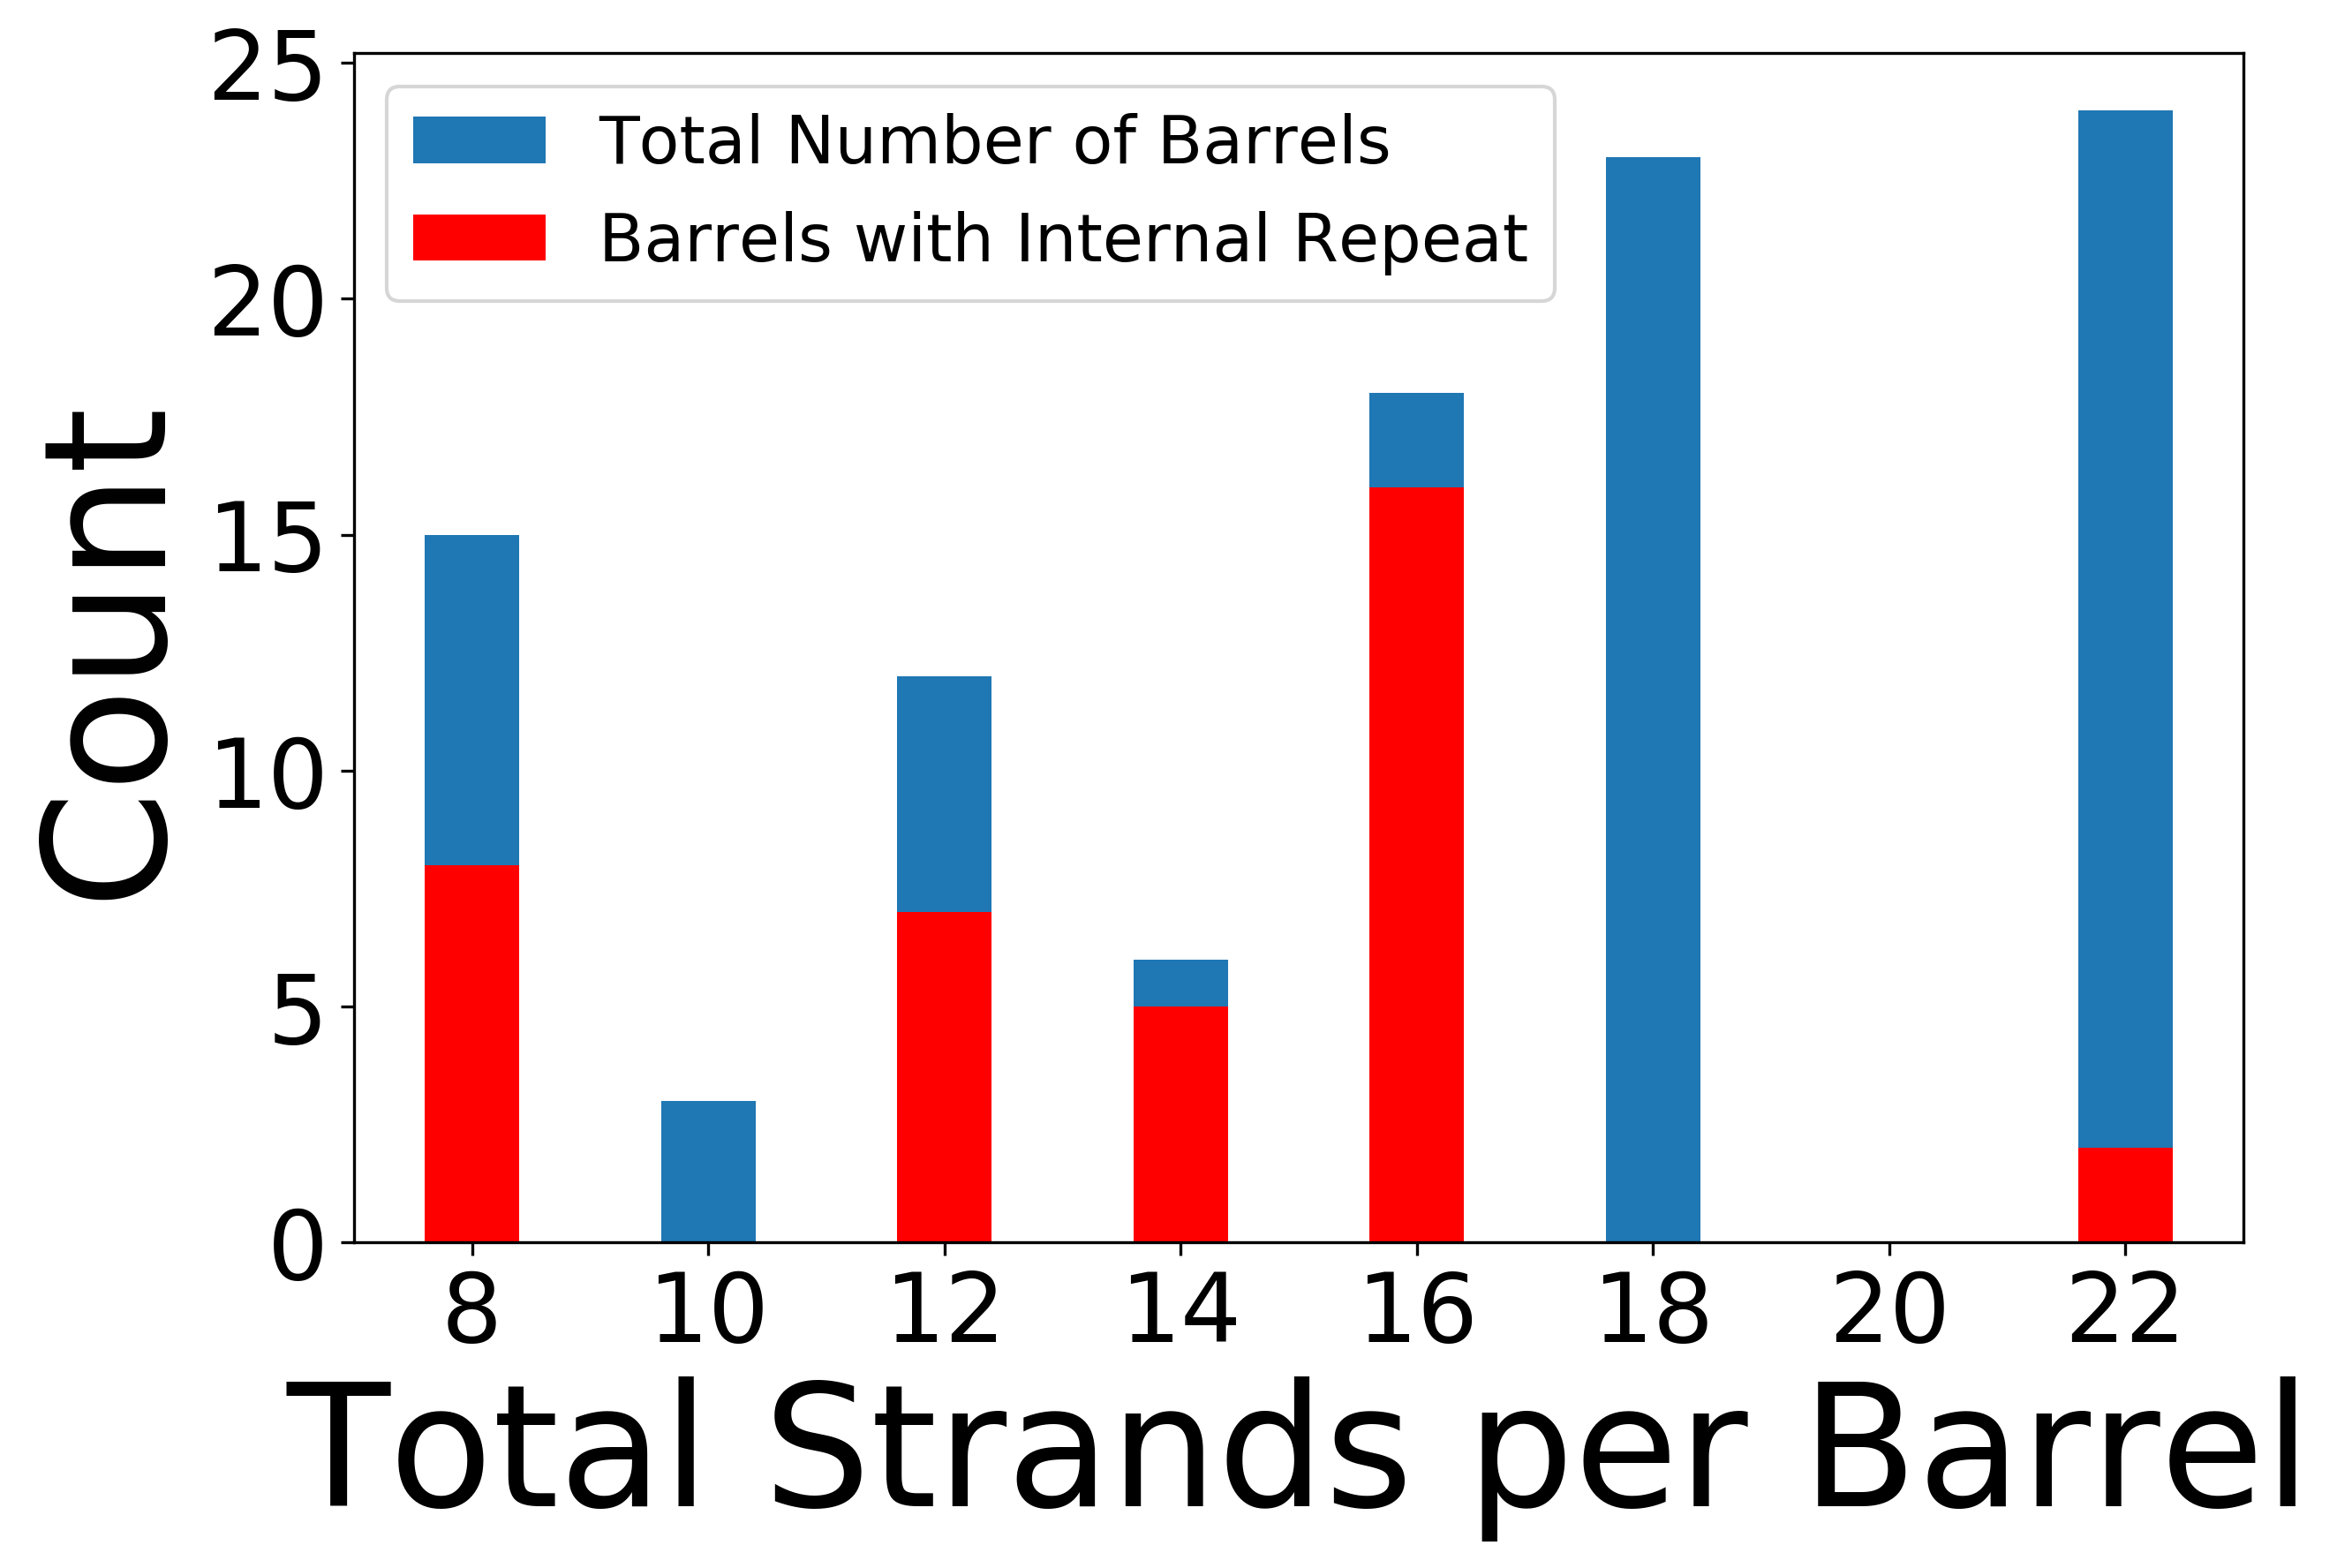 25
20
15
10
5
0
Count
Total Number of Barrels
Barrels with Internal Repeat
8 10 12 14 16 18 20 22
Total Strands per Barrel